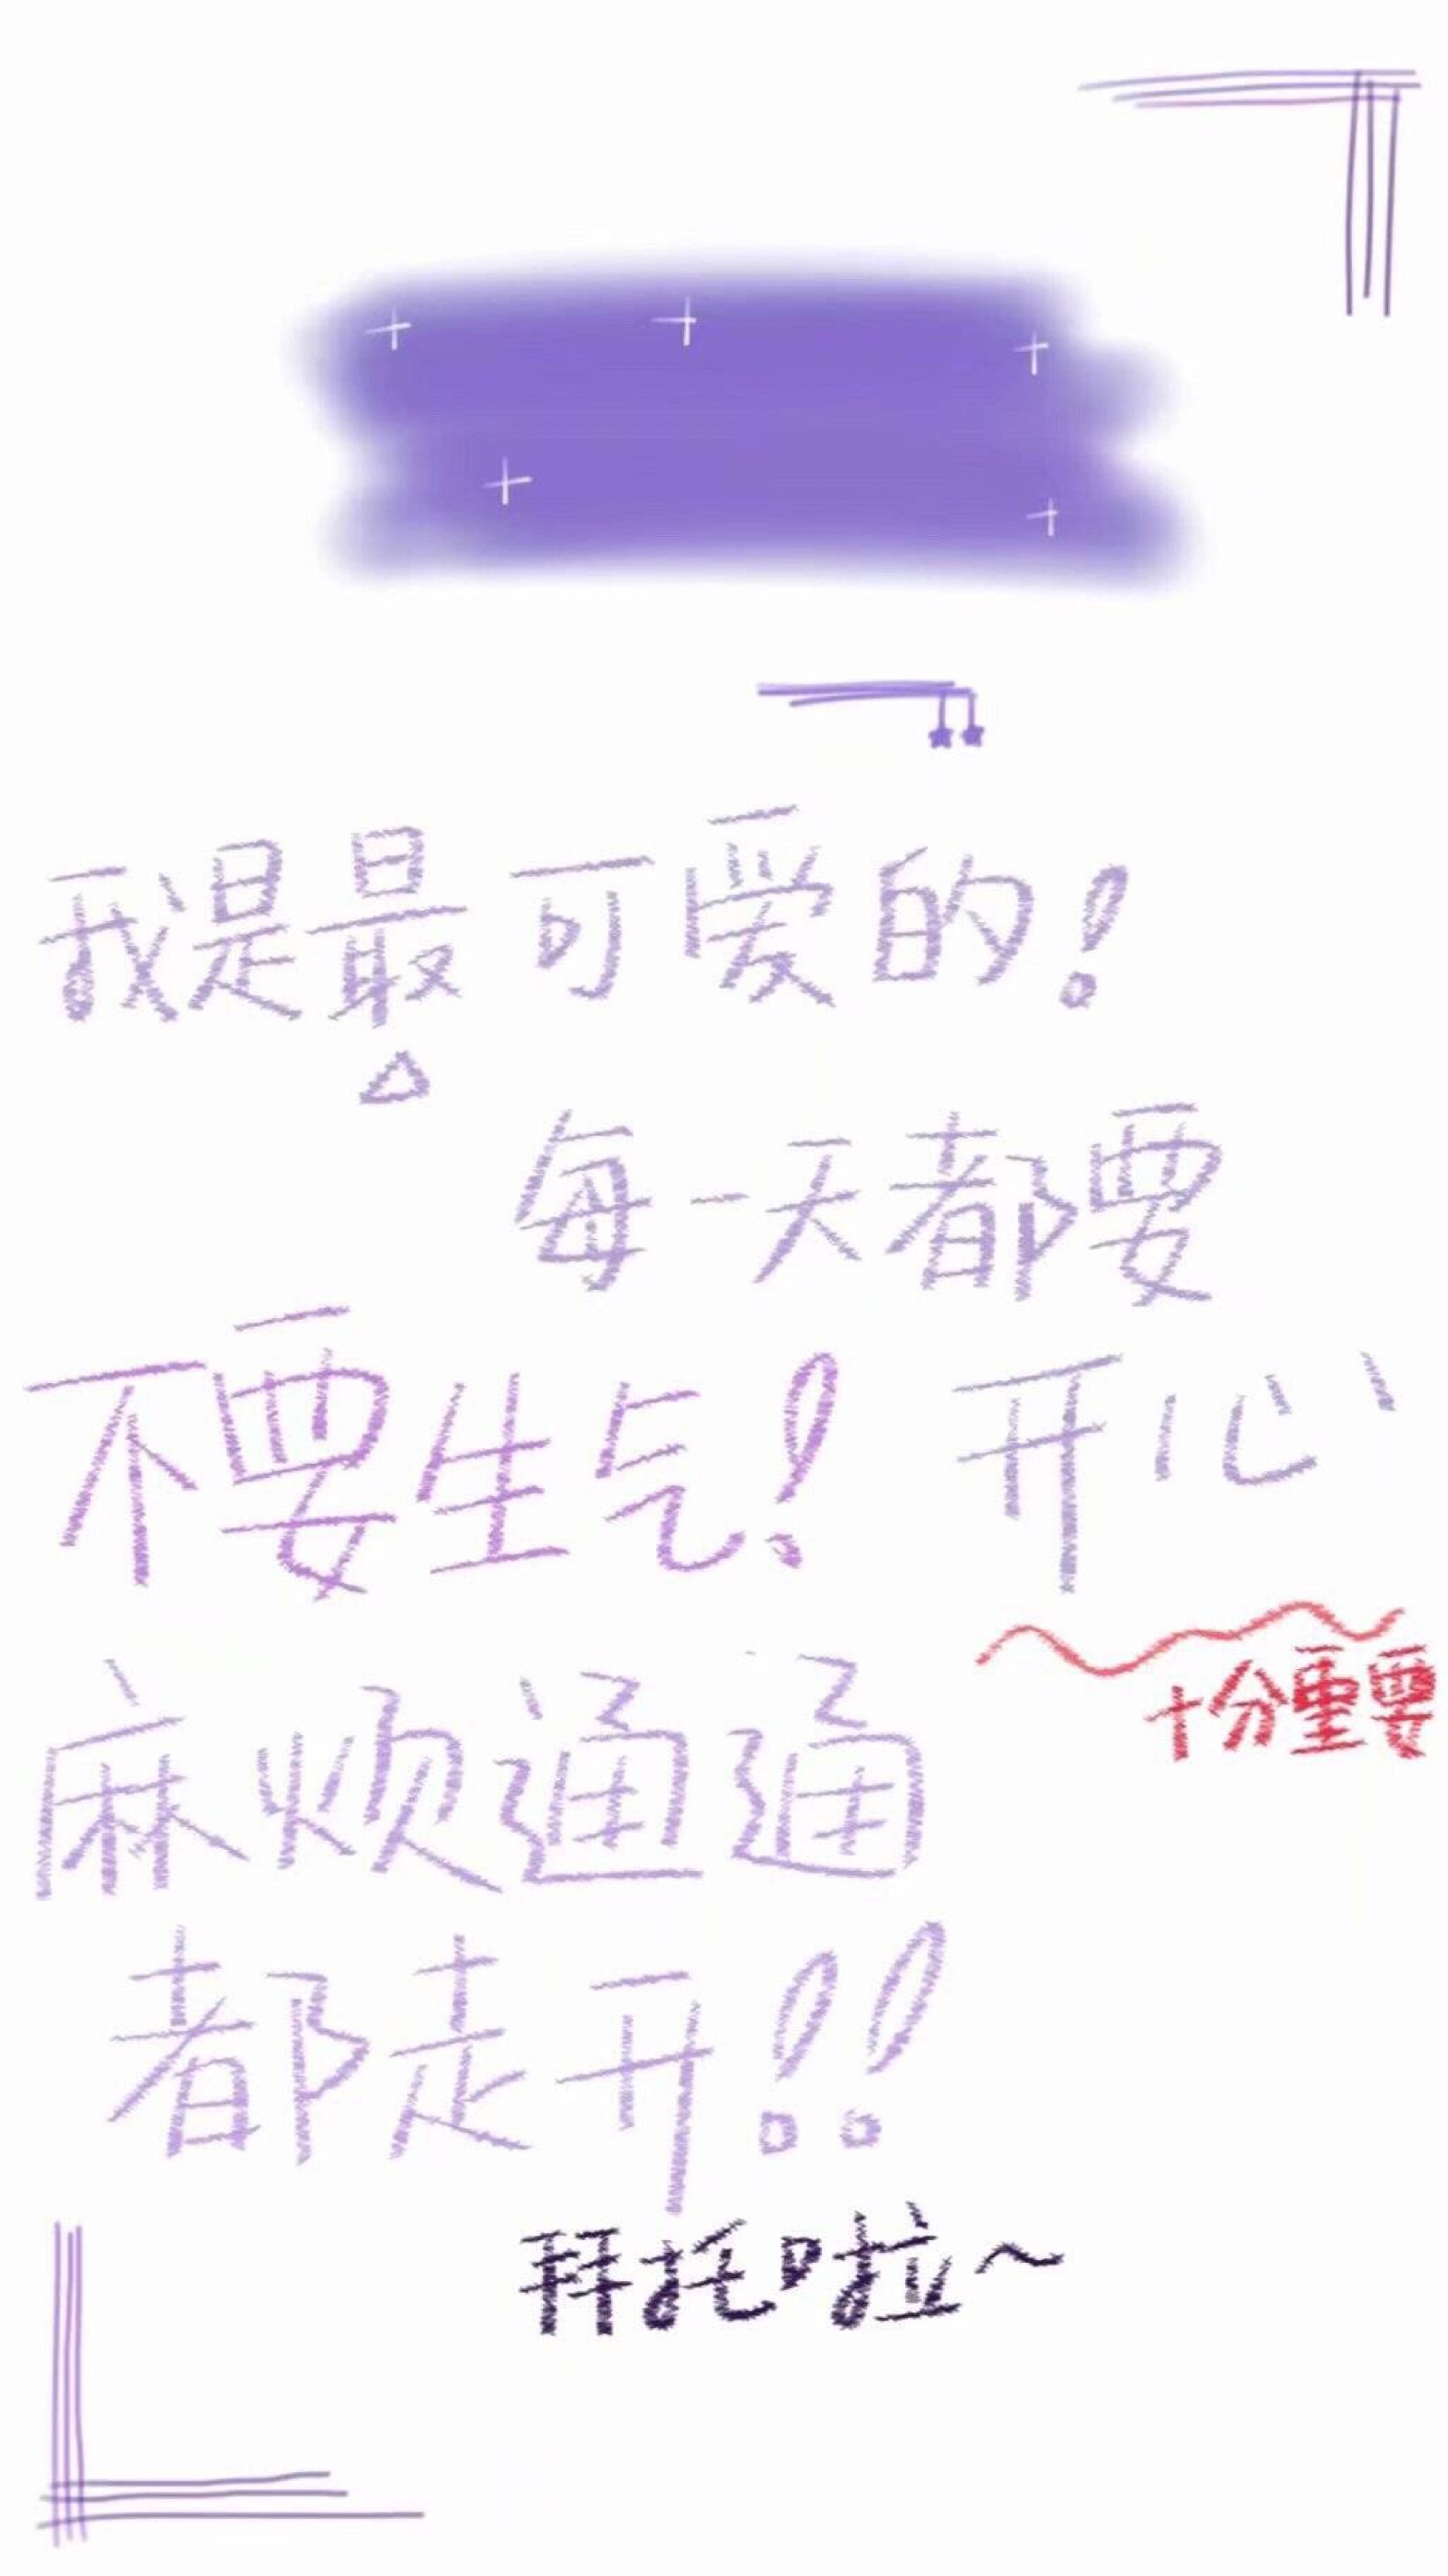 我是最可爱的!
每一天都要
开心
不要生气!
十分重要
麻烦通通
都走开!!
拜托啦~